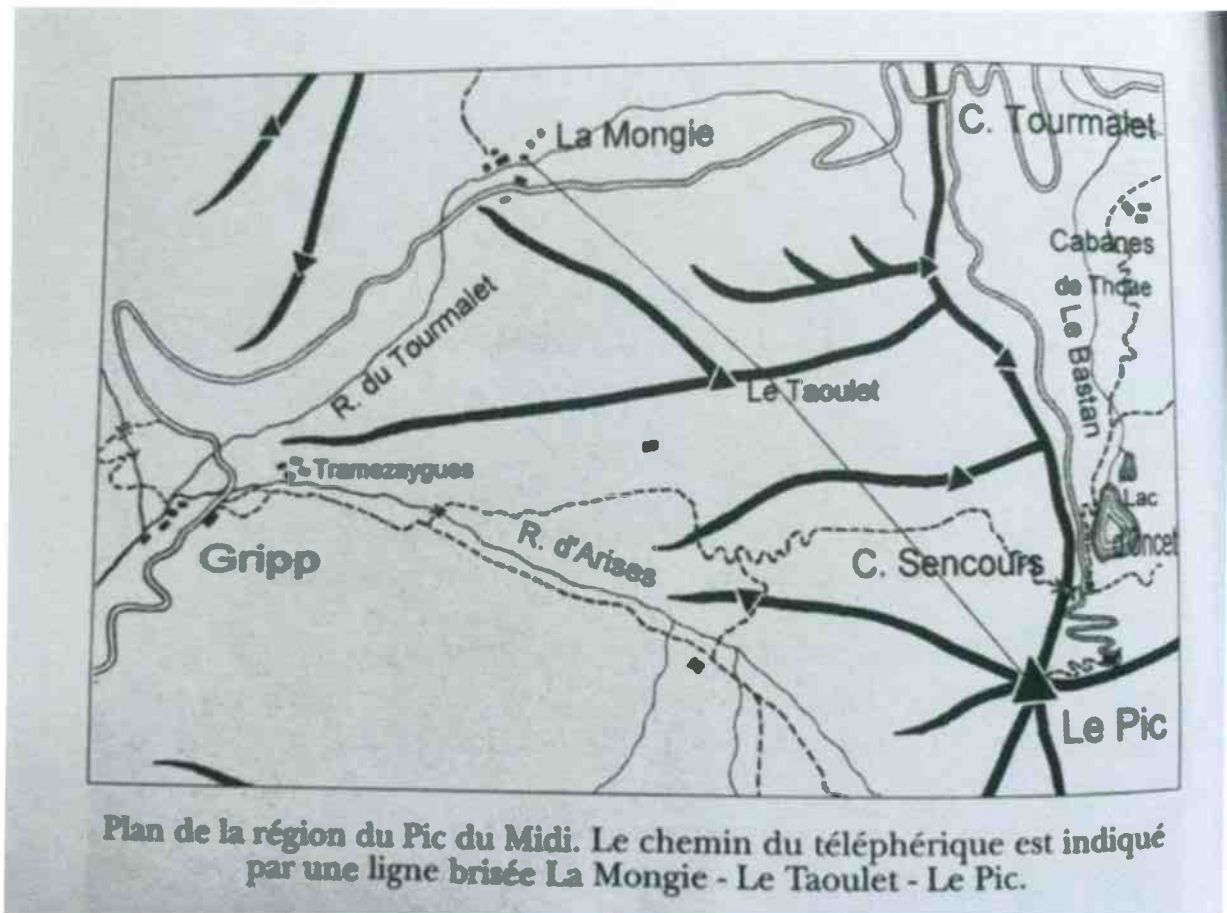 La Mongie
C. Tourmalet
Cabanes
de Thoue
R. du Tourmalet
Le Bastan
Le Taoulet
Tramezaygues
Lac
d'Oncet
Gripp
R. d'Arises
C. Sencours
Le Pic
Plan de la région du Pic du Midi. Le chemin du téléphérique est indiqué
par une ligne brisée La Mongie - Le Taoulet - Le Pic.